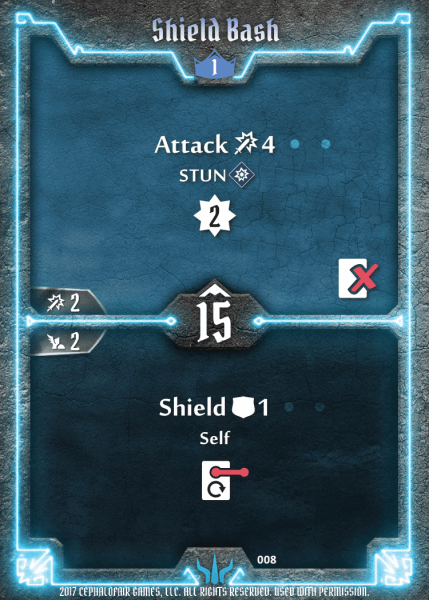 Shield Bash
1
Attack 4
STUN
2
2
15
2
Shield 1
Self
008
2017 CEPHALOFAIR GAMES, LLC. ALL RIGHTS RESERVED. USED WITH PERMISSION.